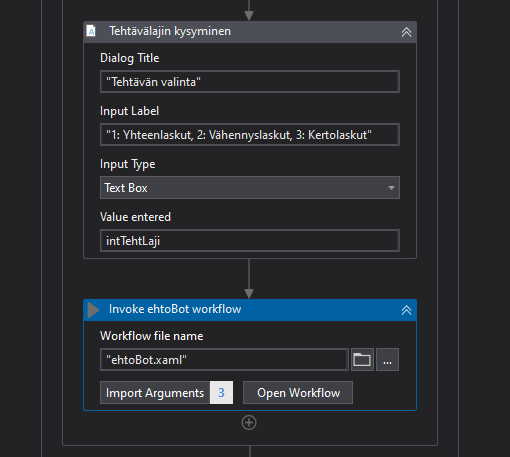 Tehtävälajin kysyminen
Dialog Title
"Tehtävän valinta"
Input Label
"1: Yhteenlaskut, 2: Vähennyslaskut, 3: Kertolaskut"
Input Type
Text Box
Value entered
intTehtLaji
Invoke ehtoBot workflow
Workflow file name
"ehtoBot.xaml"
...
Import Arguments 3 Open Workflow